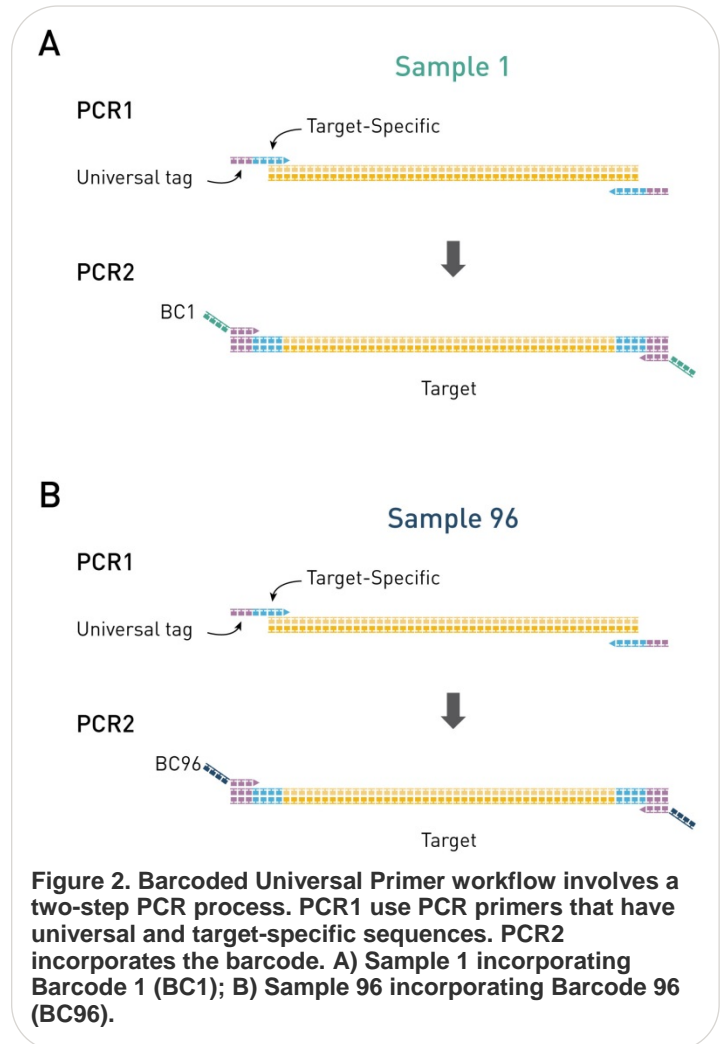 A
Sample 1
PCR1
Target-Specific
Universal tag
PCR2
BC1
Target
B
Sample 96
PCR1
Target-Specific
Universal tag
PCR2
BC96
Target
Figure 2. Barcoded Universal Primer workflow involves a
two-step PCR process. PCR1 use PCR primers that have
universal and target-specific sequences. PCR2
incorporates the barcode. A) Sample 1 incorporating
Barcode 1 (BC1); B) Sample 96 incorporating Barcode 96
(BC96).